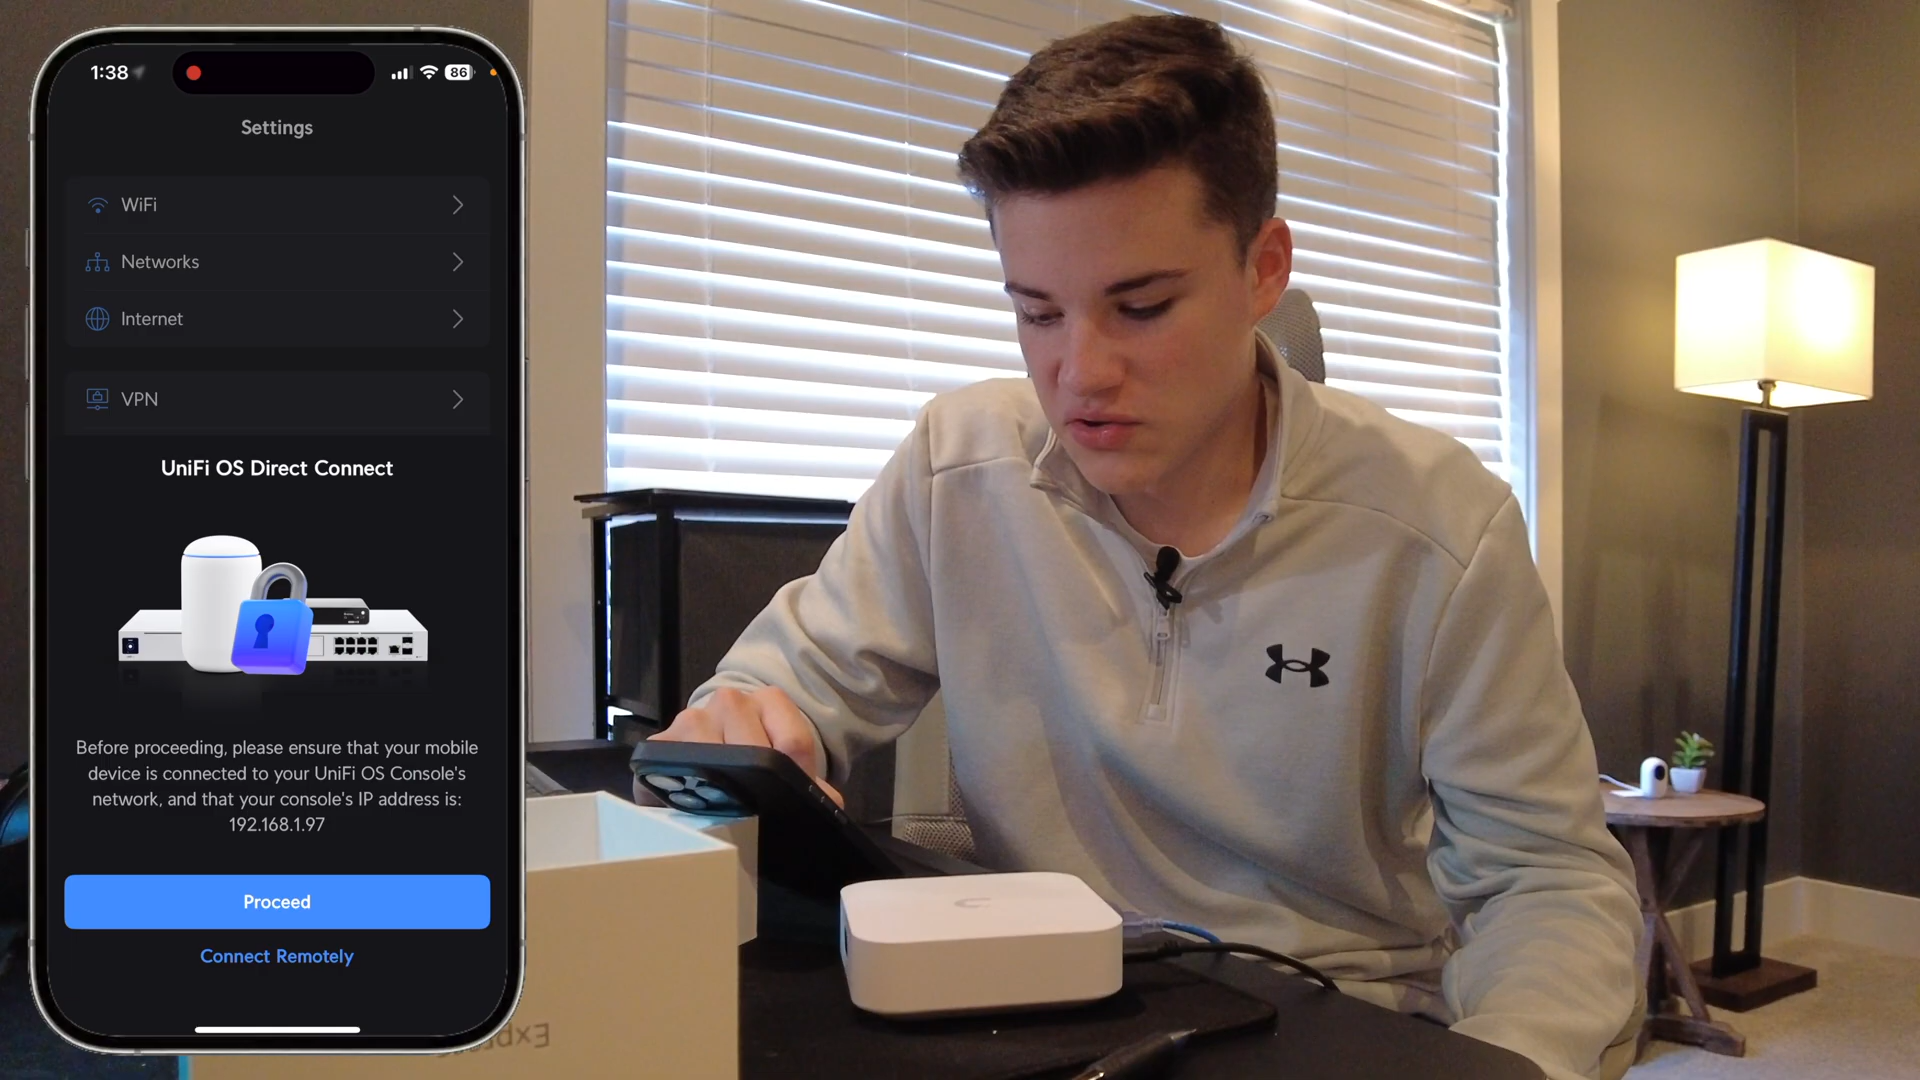 1:38
86
Settings
WiFi
Networks
Internet
VPN
UniFi OS Direct Connect
Before proceeding, please ensure that your mobile
device is connected to your UniFi OS Console's
network, and that your console's IP address is:
192.168.1.97
Proceed
Connect Remotely